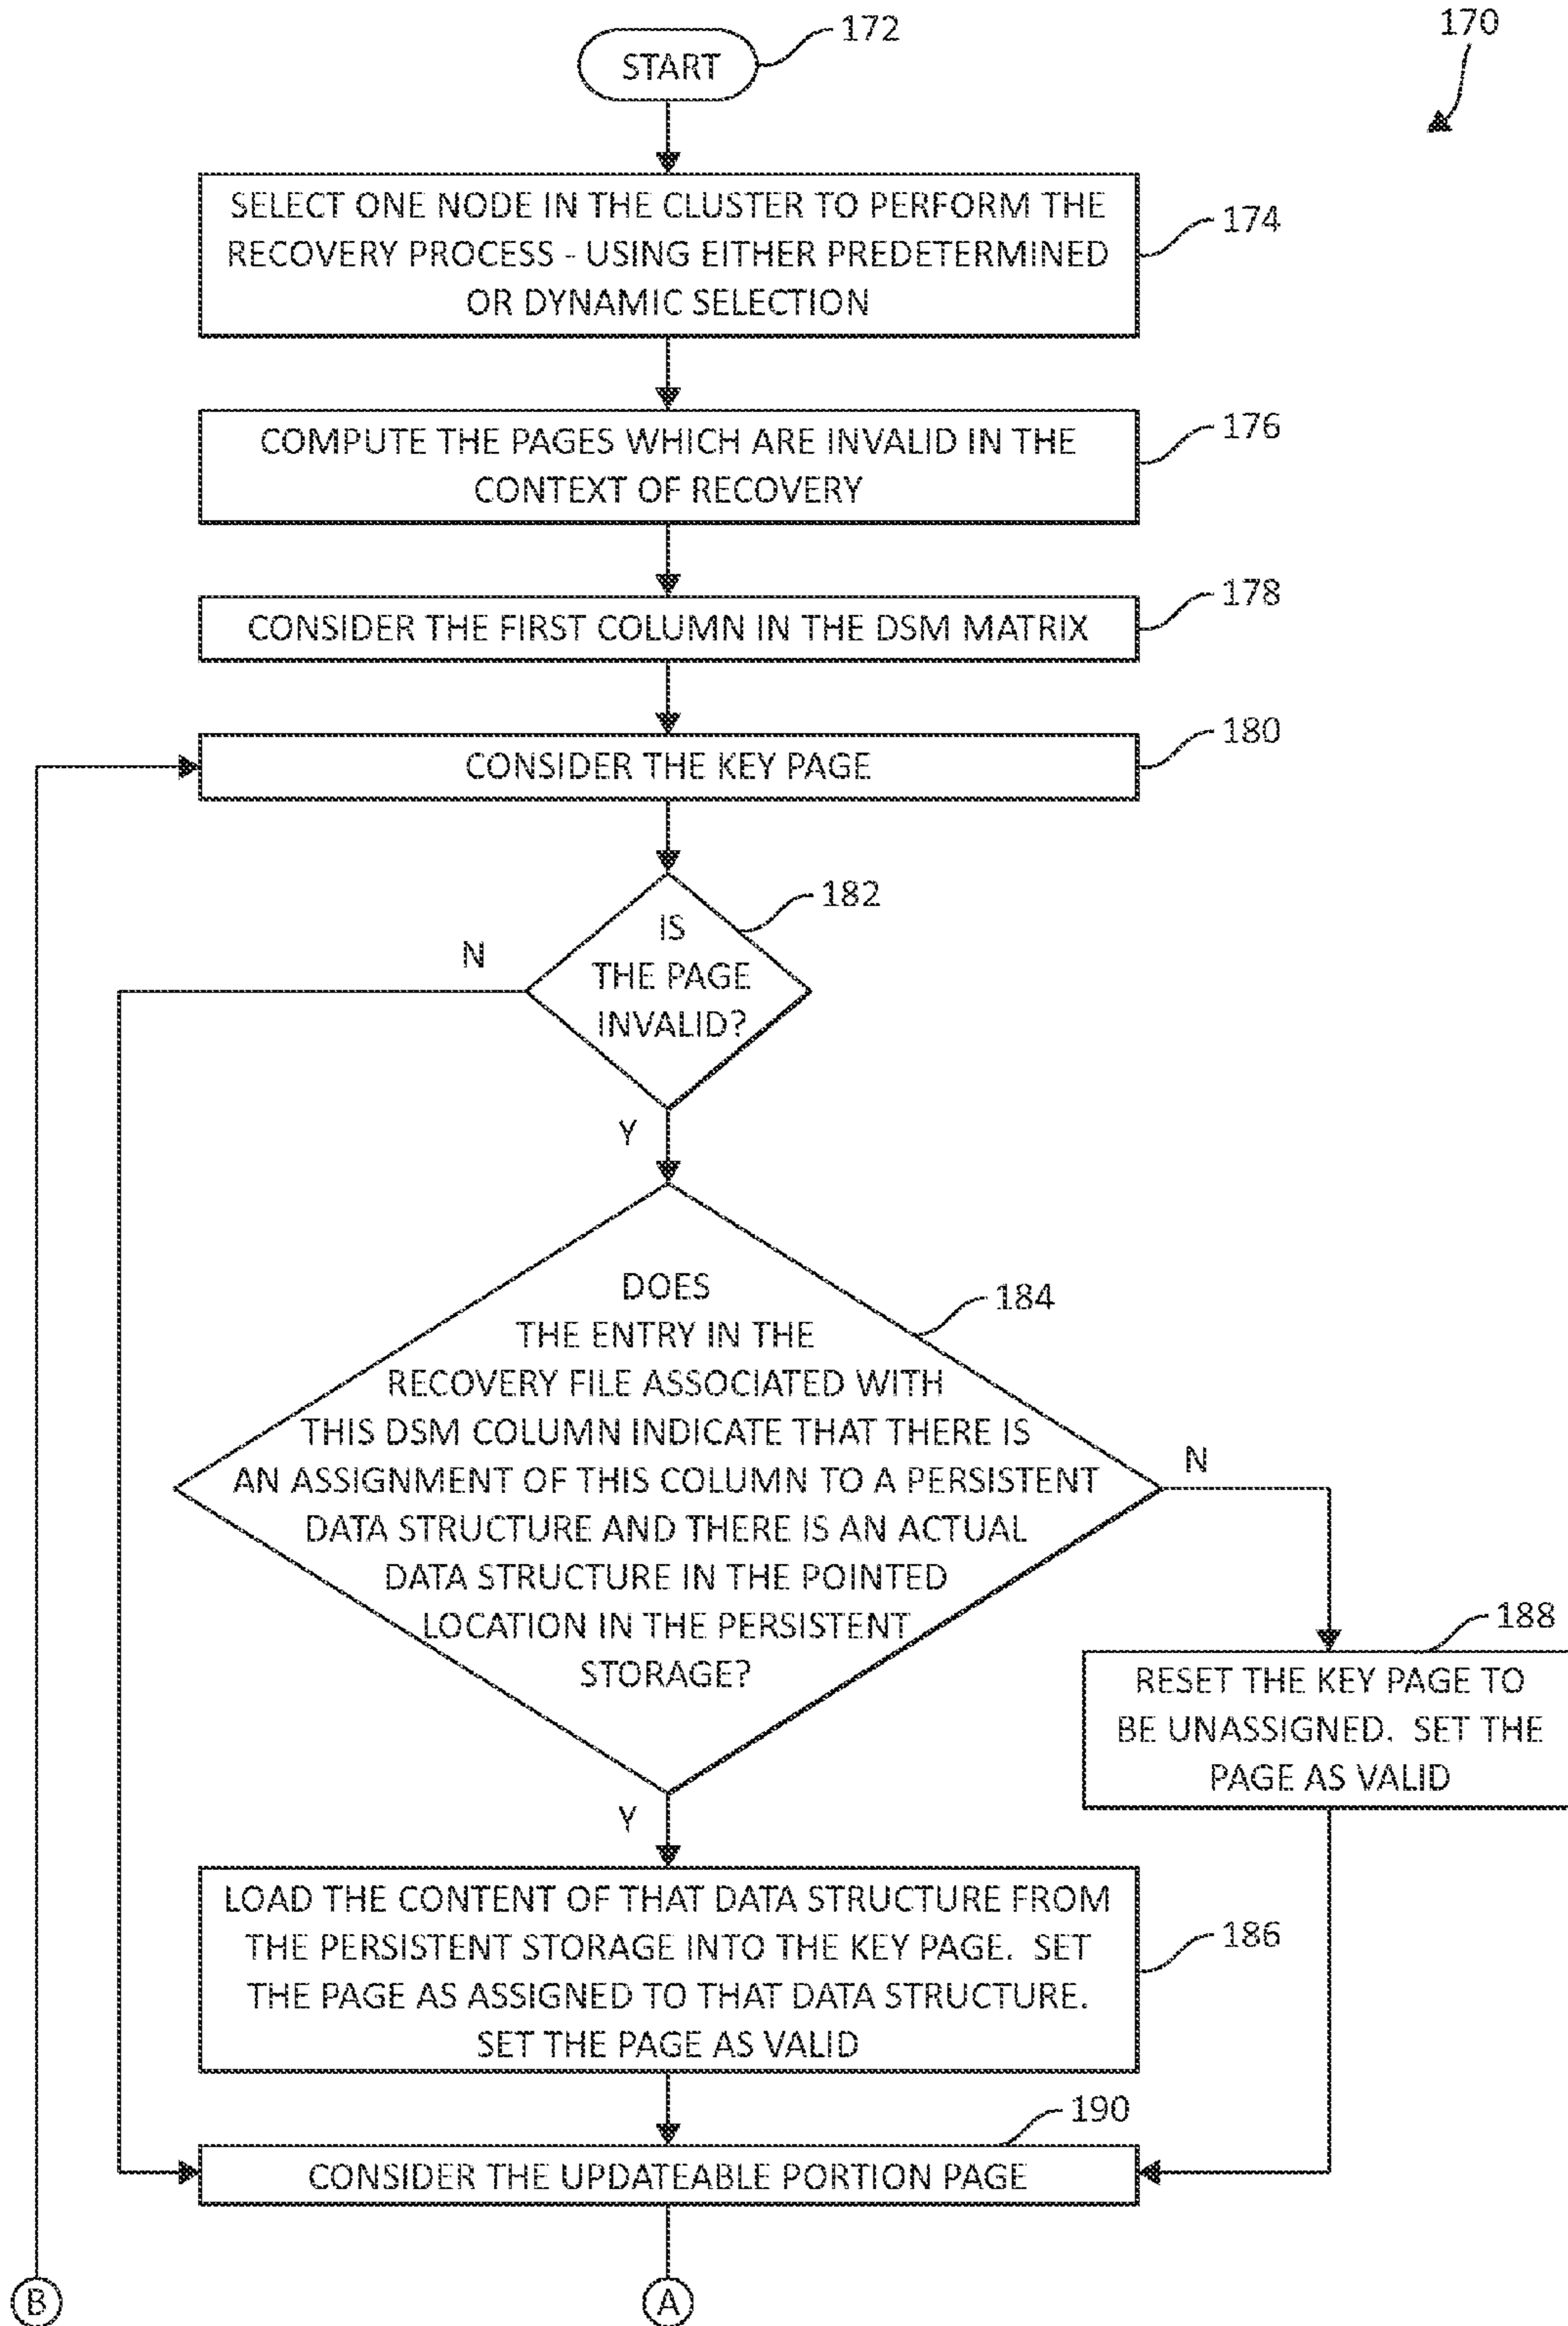 172
170
START
SELECT ONE NODE IN THE CLUSTER TO PERFORM THE
RECOVERY PROCESS - USING EITHER PREDETERMINED
OR DYNAMIC SELECTION
174
COMPUTE THE PAGES WHICH ARE INVALID IN THE
CONTEXT OF RECOVERY
176
CONSIDER THE FIRST COLUMN IN THE DSM MATRIX
178
CONSIDER THE KEY PAGE
180
182
IS
THE PAGE
INVALID?
N
Y
DOES
THE ENTRY IN THE
RECOVERY FILE ASSOCIATED WITH
THIS DSM COLUMN INDICATE THAT THERE IS
AN ASSIGNMENT OF THIS COLUMN TO A PERSISTENT
DATA STRUCTURE AND THERE IS AN ACTUAL
DATA STRUCTURE IN THE POINTED
LOCATION IN THE PERSISTENT
STORAGE?
184
N
Y
188
RESET THE KEY PAGE TO
BE UNASSIGNED. SET THE
PAGE AS VALID
LOAD THE CONTENT OF THAT DATA STRUCTURE FROM
THE PERSISTENT STORAGE INTO THE KEY PAGE. SET
THE PAGE AS ASSIGNED TO THAT DATA STRUCTURE.
SET THE PAGE AS VALID
186
190
CONSIDER THE UPDATEABLE PORTION PAGE
B
A